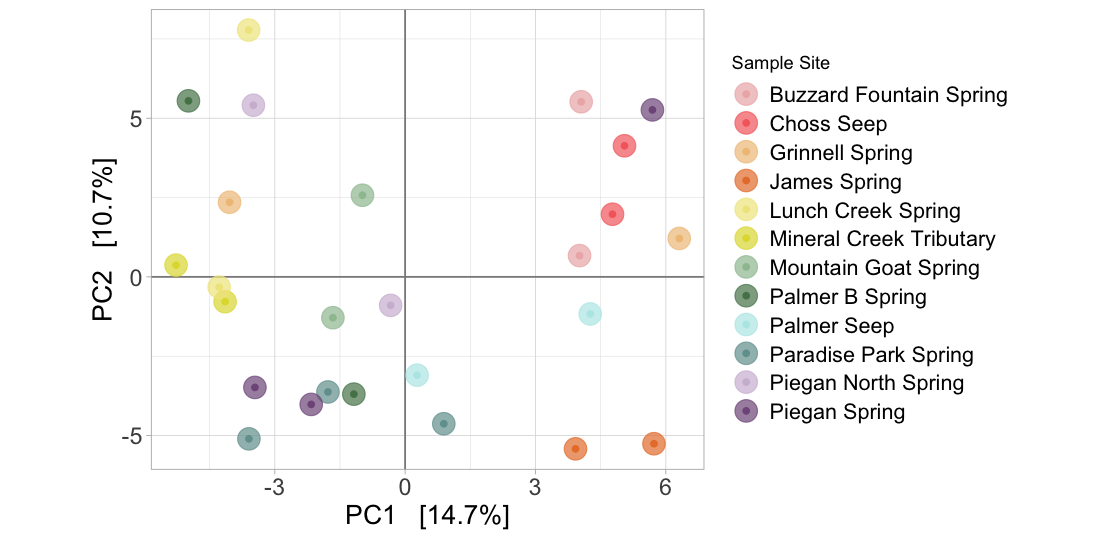 Sample Site
Buzzard Fountain Spring
Choss Seep
Grinnell Spring
James Spring
Lunch Creek Spring
Mineral Creek Tributary
Mountain Goat Spring
Palmer B Spring
Palmer Seep
Paradise Park Spring
Piegan North Spring
Piegan Spring
PC2 [10.7%]
5
0
-5
-3 0 3 6
PC1 [14.7%]